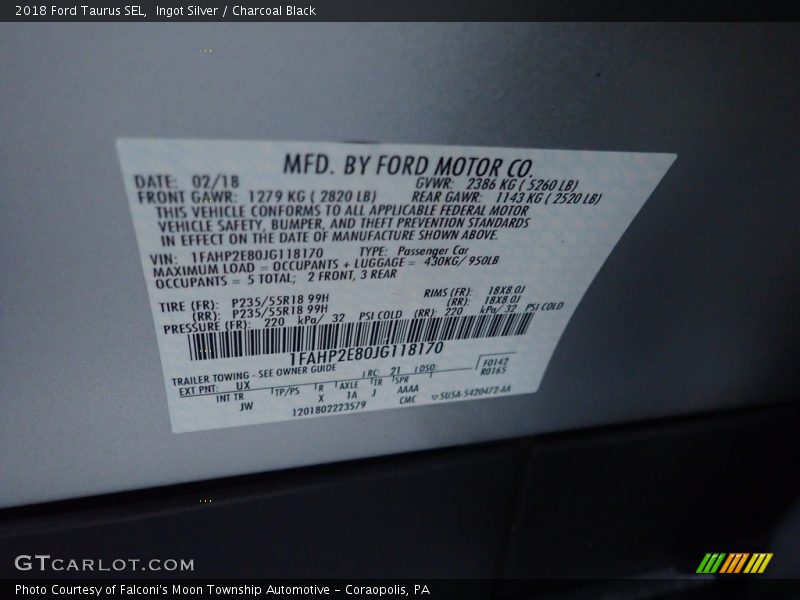 2018 Ford Taurus SEL,  Ingot Silver / Charcoal Black
MFD. BY FORD MOTOR CO.
DATE: 02/18 GVWR: 2386 KG ( 5260 LB)
FRONT GAWR: 1279 KG ( 2820 LB) REAR GAWR: 1143 KG ( 2520 LB)
THIS VEHICLE CONFORMS TO ALL APPLICABLE FEDERAL MOTOR
VEHICLE SAFETY, BUMPER, AND THEFT PREVENTION STANDARDS
IN EFFECT ON THE DATE OF MANUFACTURE SHOWN ABOVE.
VIN: 1FAHP2E80JG118170 TYPE: Passenger Car
MAXIMUM LOAD = OCCUPANTS + LUGGAGE = 430KG/ 950LB
OCCUPANTS = 5 TOTAL; 2 FRONT, 3 REAR
TIRE (FR): P235/55R18 99H RIMS (FR): 18X8.0J
(RR): P235/55R18 99H (RR): 18X8.0J
PRESSURE (FR): 220 kPa/ 32 PSI COLD (RR): 220 kPa/ 32 PSI COLD
1FAHP2E80JG118170
TRAILER TOWING - SEE OWNER GUIDE
EXT PNT: UX RC: 21 DSO: F0142
R0165
INT TR TP/PS R AXLE TR SPR
JW X 1A J AAAA
1201802223579 CMC 5U5A-5420472-AA
GTCARLOT.COM
Photo Courtesy of Falconi's Moon Township Automotive - Coraopolis, PA